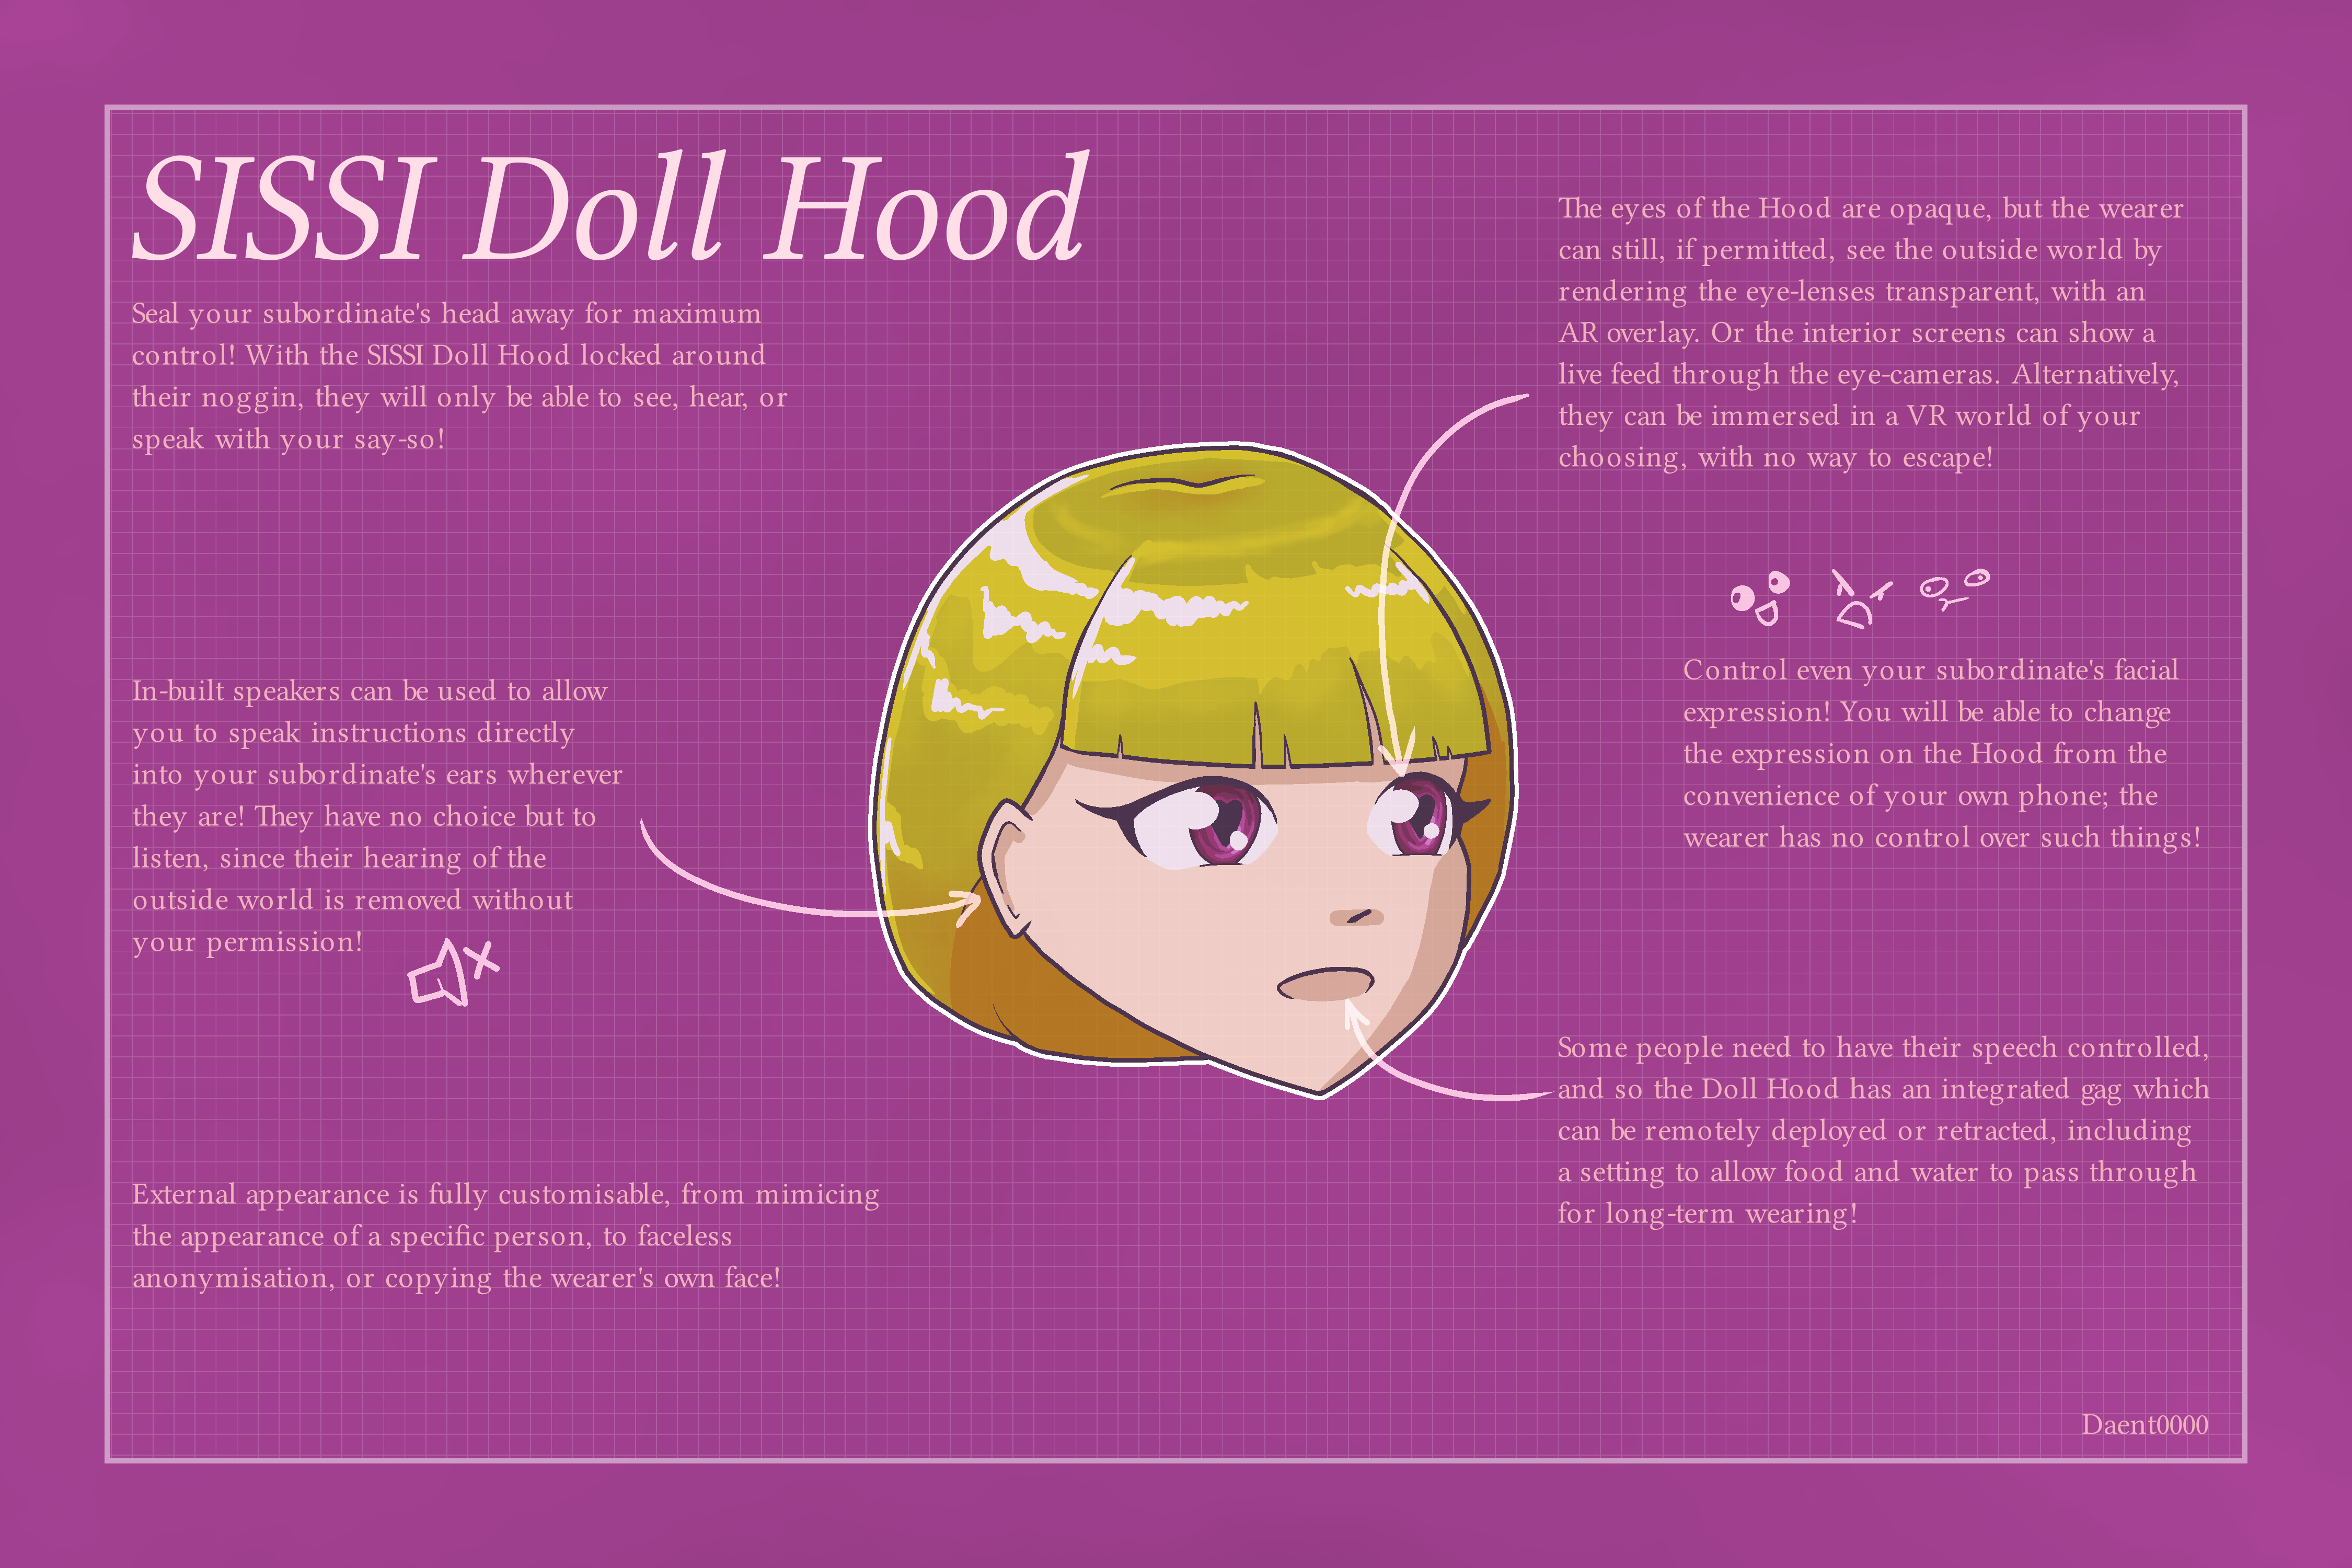 SISSI Doll Hood
Seal your subordinate's head away for maximum
control! With the SISSI Doll Hood locked around
their noggin, they will only be able to see, hear, or
speak with your say-so!
In-built speakers can be used to allow
you to speak instructions directly
into your subordinate's ears wherever
they are! They have no choice but to
listen, since their hearing of the
outside world is removed without
your permission!
External appearance is fully customisable, from mimicing
the appearance of a specific person, to faceless
anonymisation, or copying the wearer's own face!
The eyes of the Hood are opaque, but the wearer
can still, if permitted, see the outside world by
rendering the eye-lenses transparent, with an
AR overlay. Or the interior screens can show a
live feed through the eye-cameras. Alternatively,
they can be immersed in a VR world of your
choosing, with no way to escape!
Control even your subordinate's facial
expression! You will be able to change
the expression on the Hood from the
convenience of your own phone; the
wearer has no control over such things!
Some people need to have their speech controlled,
and so the Doll Hood has an integrated gag which
can be remotely deployed or retracted, including
a setting to allow food and water to pass through
for long-term wearing!
Daent0000